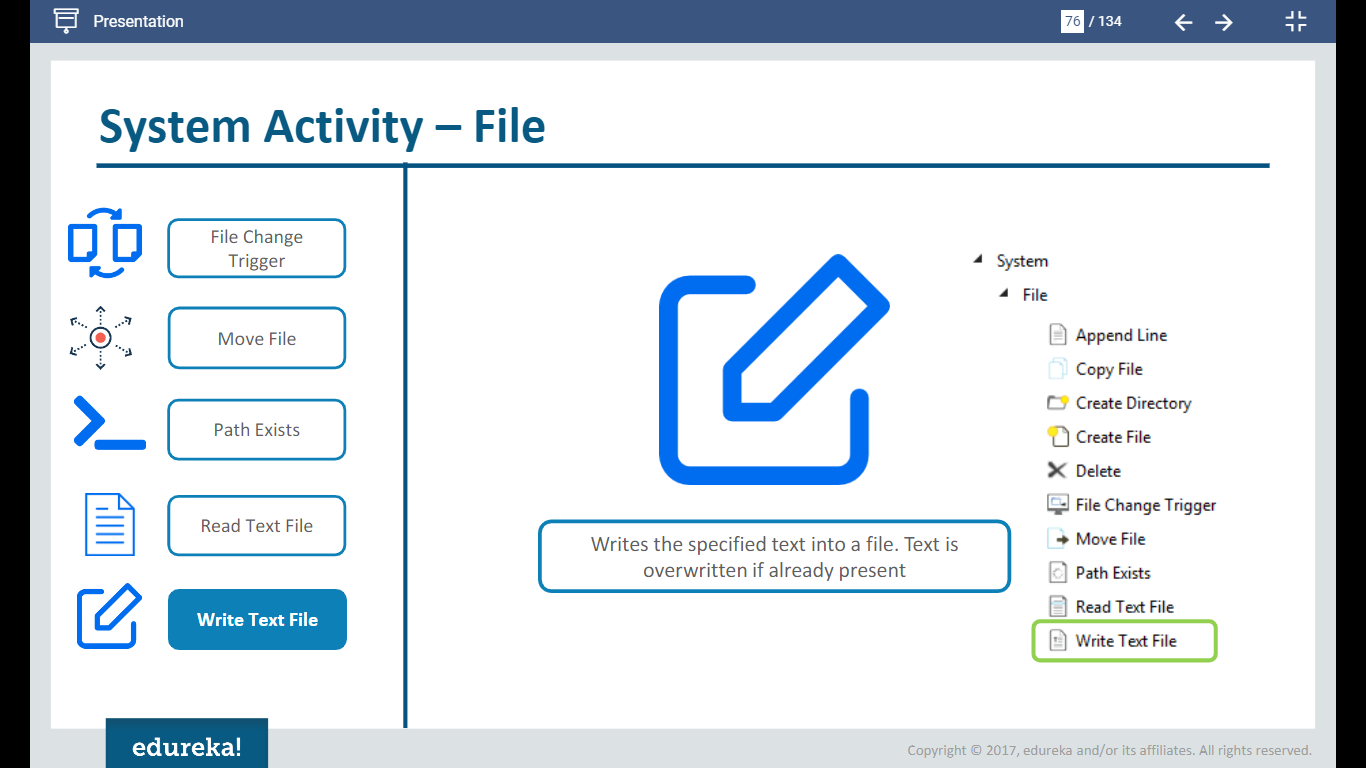 Presentation
76 / 134
System Activity – File
File Change
Trigger
Move File
Path Exists
Read Text File
Write Text File
Writes the specified text into a file. Text is
overwritten if already present
System
File
Append Line
Copy File
Create Directory
Create File
Delete
File Change Trigger
Move File
Path Exists
Read Text File
Write Text File
edureka!
Copyright © 2017, edureka and/or its affiliates. All rights reserved.